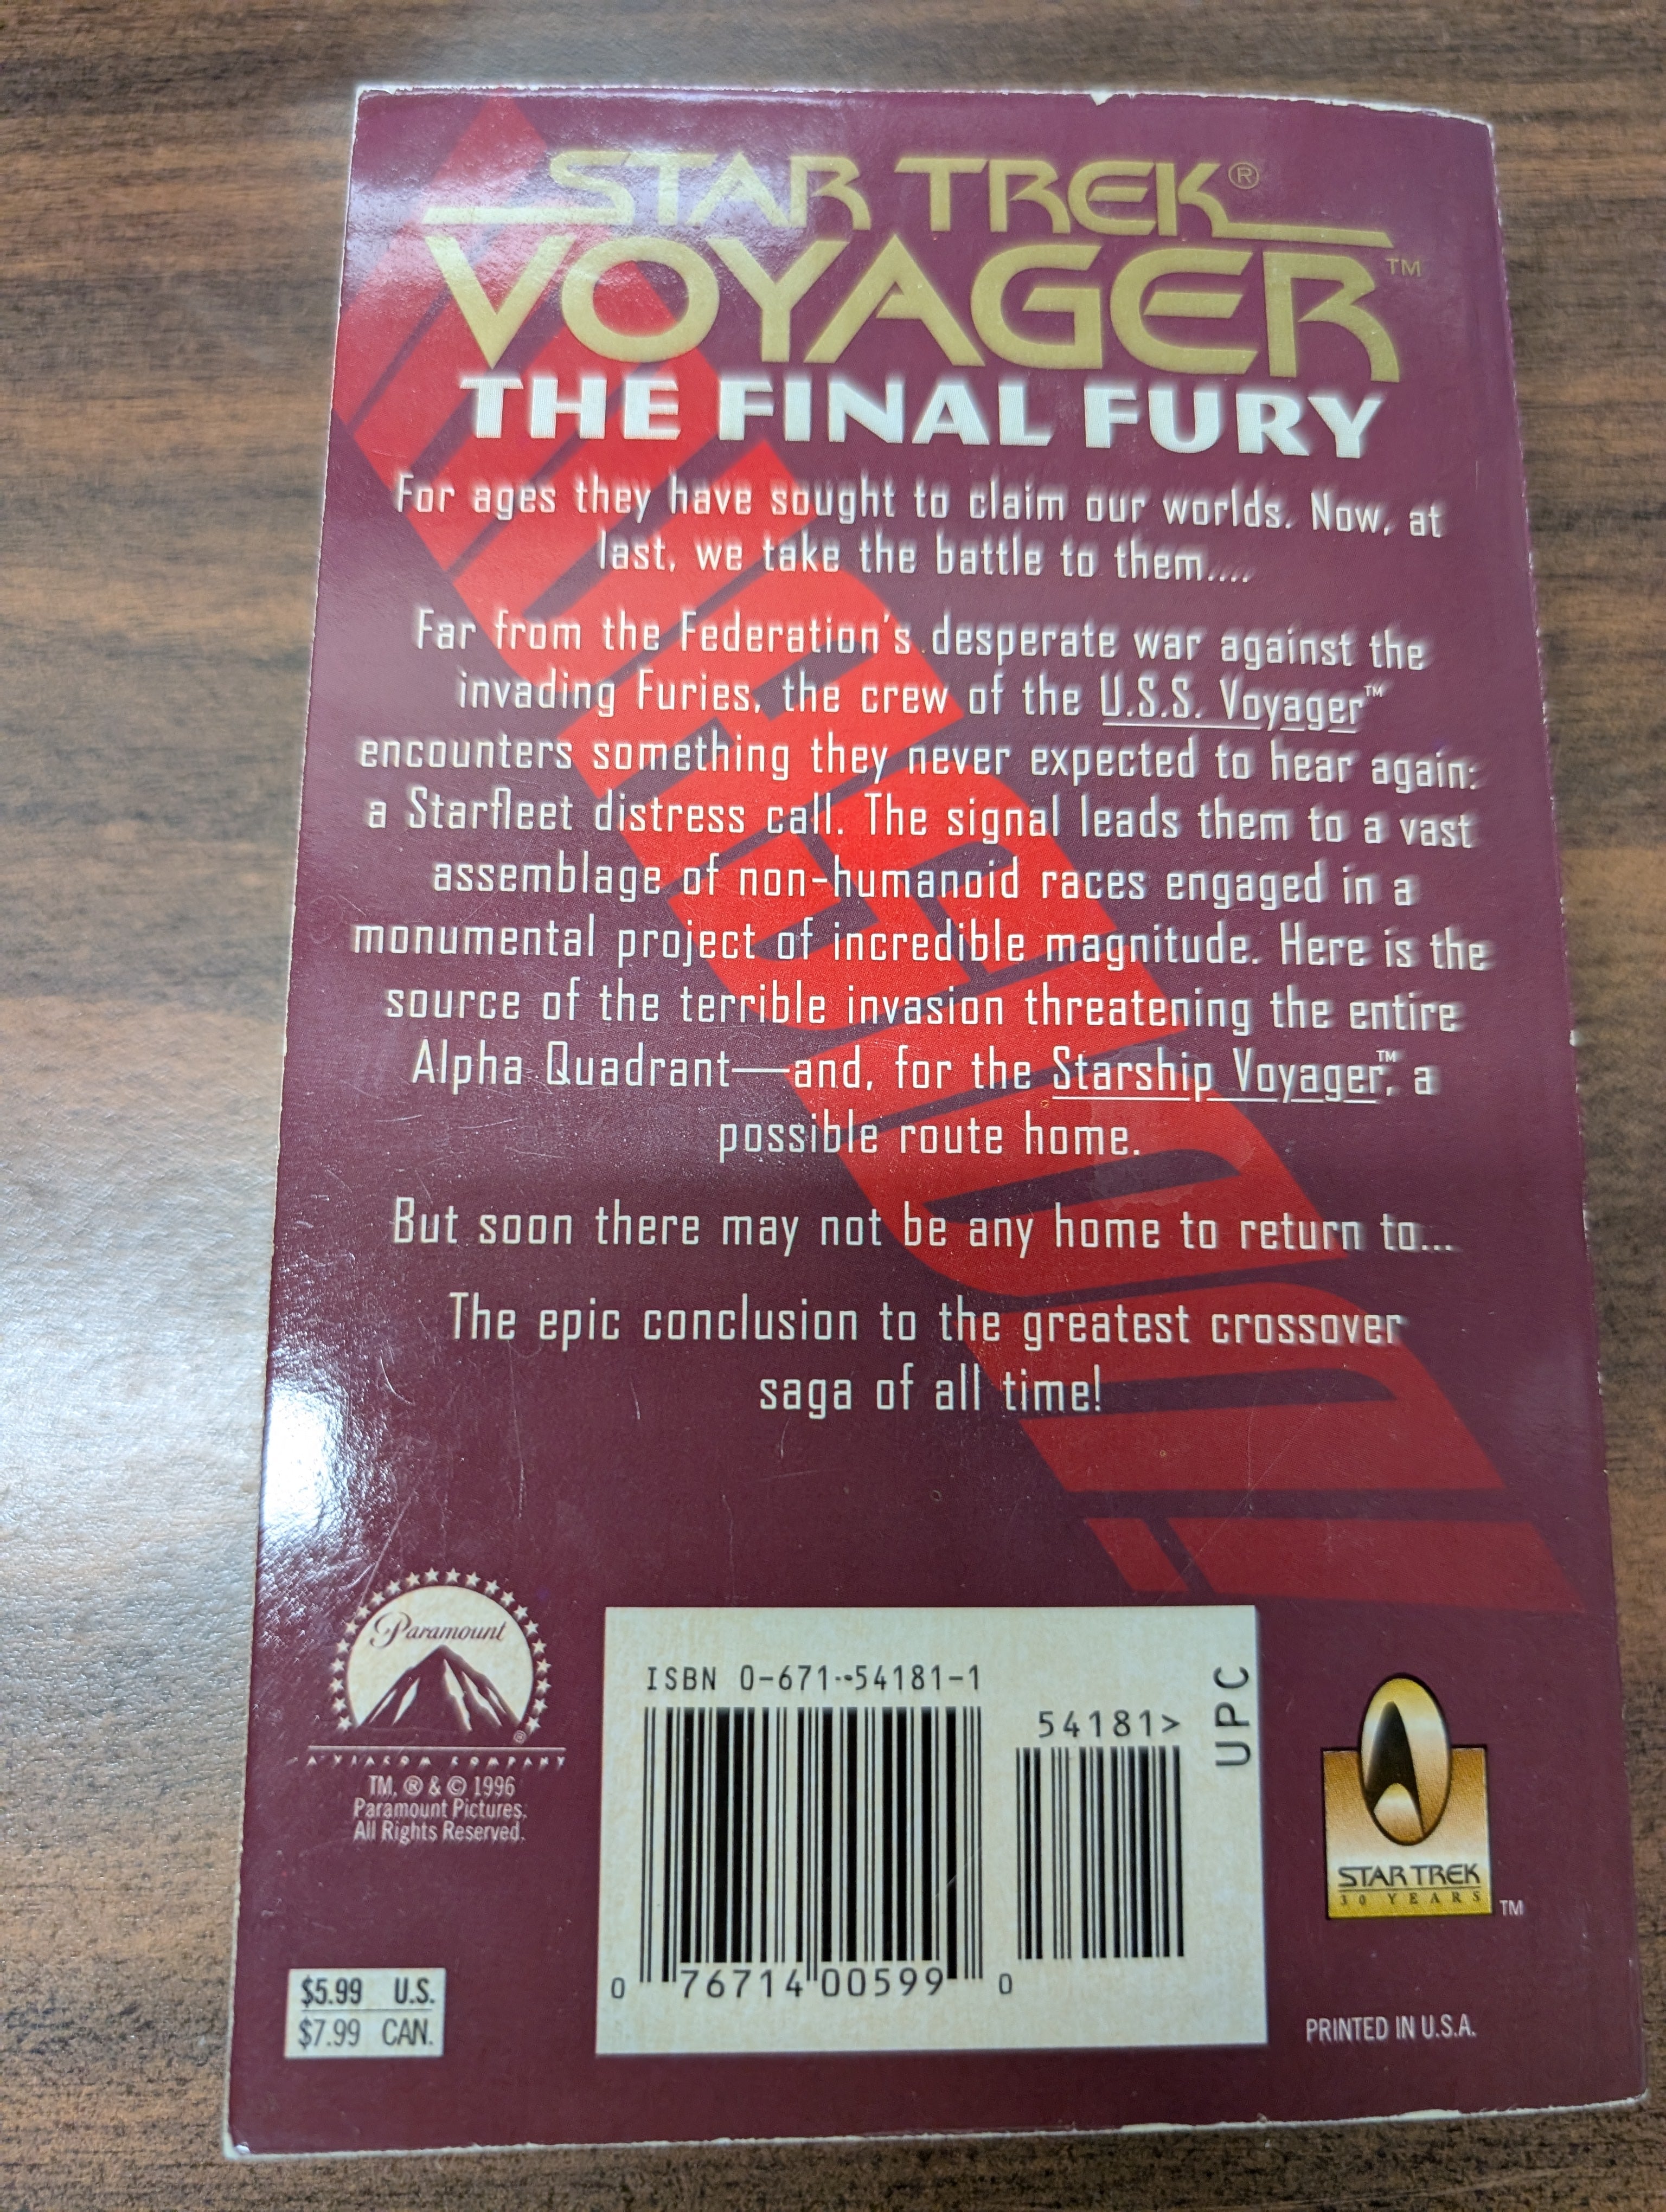 STAR TREK®
VOYAGER™
THE FINAL FURY
For ages they have sought to claim our worlds. Now, at
last, we take the battle to them....
Far from the Federation's desperate war against the
invading Furies, the crew of the U.S.S. Voyager™
encounters something they never expected to hear again:
a Starfleet distress call. The signal leads them to a vast
assemblage of non-humanoid races engaged in a
monumental project of incredible magnitude. Here is the
source of the terrible invasion threatening the entire
Alpha Quadrant—and, for the Starship Voyager™, a
possible route home.
But soon there may not be any home to return to...
The epic conclusion to the greatest crossover
saga of all time!
INVASION!
Paramount®
A VIACOM COMPANY
TM, ® & © 1996
Paramount Pictures.
All Rights Reserved.
$5.99 U.S.
$7.99 CAN.
ISBN 0-671-54181-1
54181>
UPC
0 76714 00599 0
STAR TREK
30 YEARS™
PRINTED IN U.S.A.